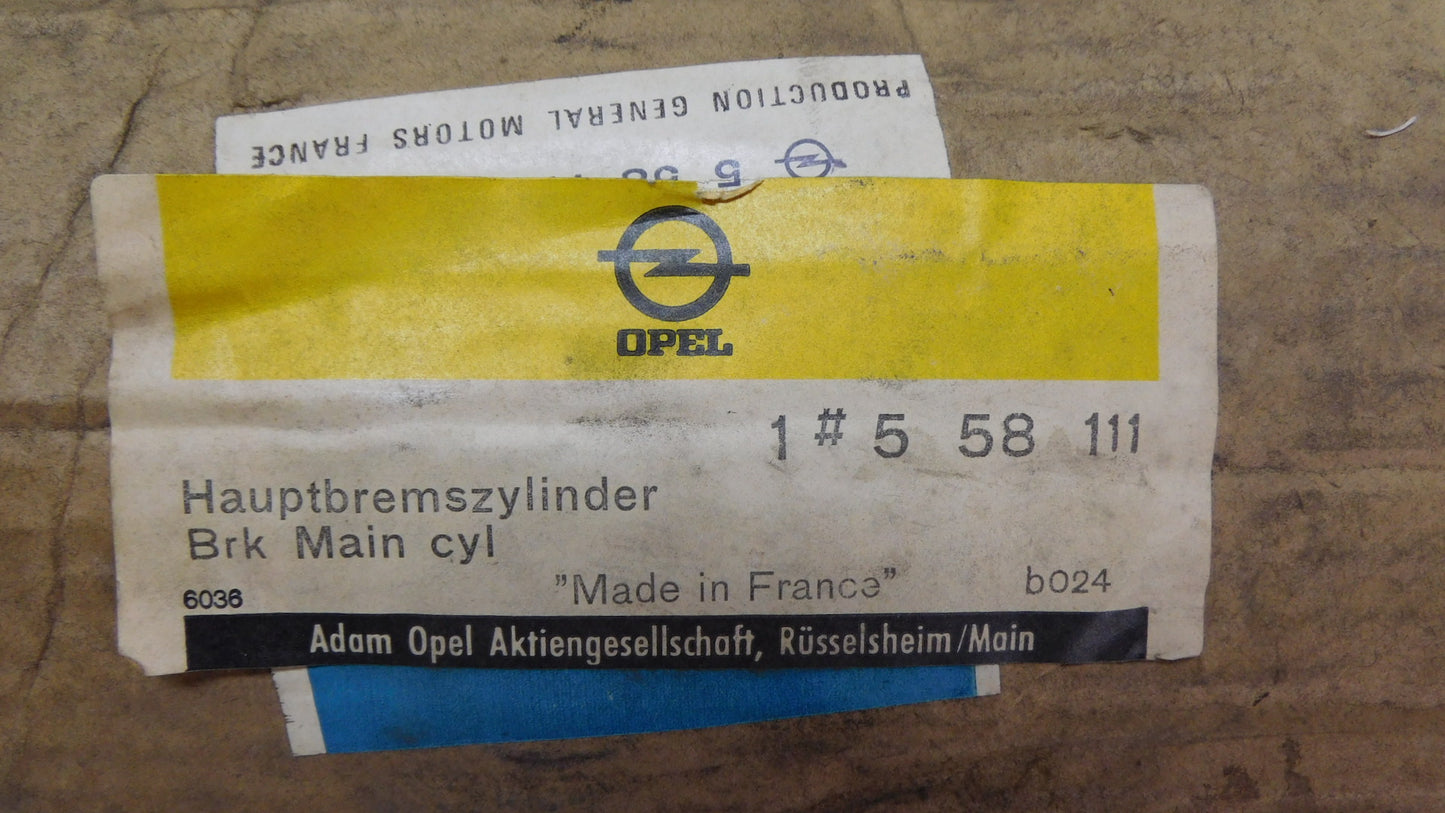 PRODUCTION GENERAL MOTORS FRANCE
5
OPEL
1 # 5 58 111
Hauptbremszylinder
Brk Main cyl
6036 "Made in France" b024
Adam Opel Aktiengesellschaft, Rüsselsheim/Main